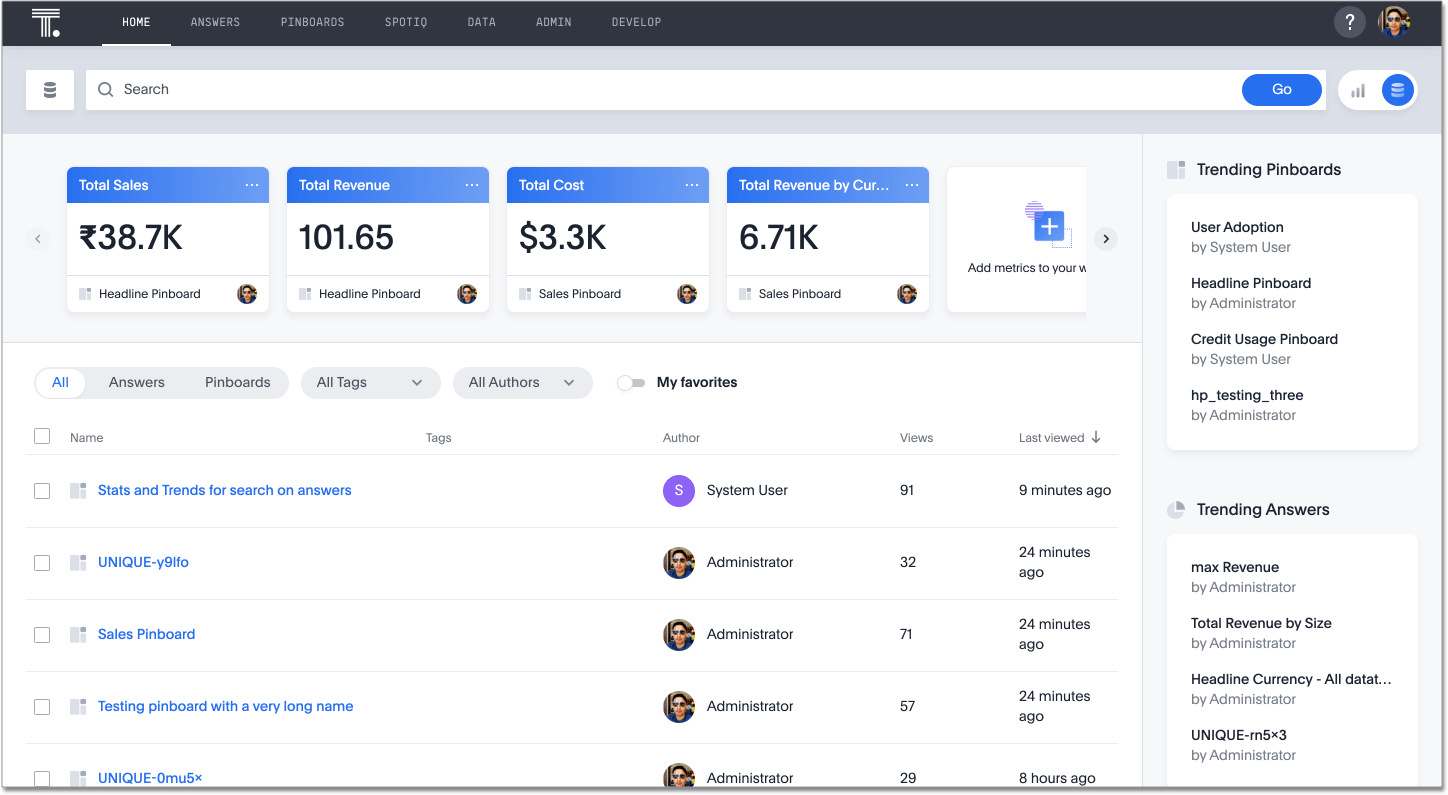 T.
HOME ANSWERS PINBOARDS SPOTIQ DATA ADMIN DEVELOP ?
Search Go
Total Sales ...
₹38.7K
Headline Pinboard
Total Revenue ...
101.65
Headline Pinboard
Total Cost ...
$3.3K
Sales Pinboard
Total Revenue by Cur... ...
6.71K
Sales Pinboard
Add metrics to your w
All Answers Pinboards All Tags All Authors My favorites
Name Tags Author Views Last viewed
Stats and Trends for search on answers S System User 91 9 minutes ago
UNIQUE-y9lfo Administrator 32 24 minutes
ago
Sales Pinboard Administrator 71 24 minutes
ago
Testing pinboard with a very long name Administrator 57 24 minutes
ago
UNIQUE-0mu5× Administrator 29 8 hours ago
Trending Pinboards
User Adoption
by System User
Headline Pinboard
by Administrator
Credit Usage Pinboard
by System User
hp_testing_three
by Administrator
Trending Answers
max Revenue
by Administrator
Total Revenue by Size
by Administrator
Headline Currency - All datat...
by Administrator
UNIQUE-rn5×3
by Administrator